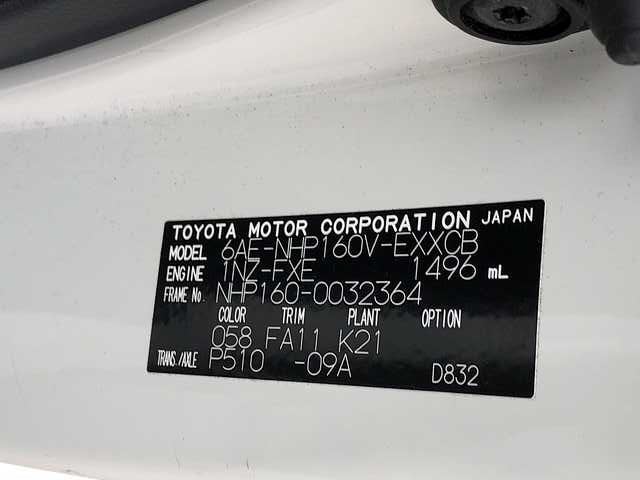 TOYOTA MOTOR CORPORATION JAPAN
MODEL 6AE-NHP160V-EXXCB
ENGINE 1NZ-FXE 1496 mL
FRAME No. NHP160-0032364
COLOR TRIM PLANT OPTION
058 FA11 K21
TRANS./AXLE P510 -09A D832